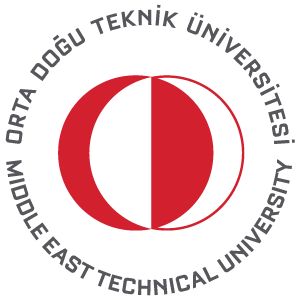 ORTA DOĞU TEKNİK ÜNİVERSİTESİ
MIDDLE EAST TECHNICAL UNIVERSITY